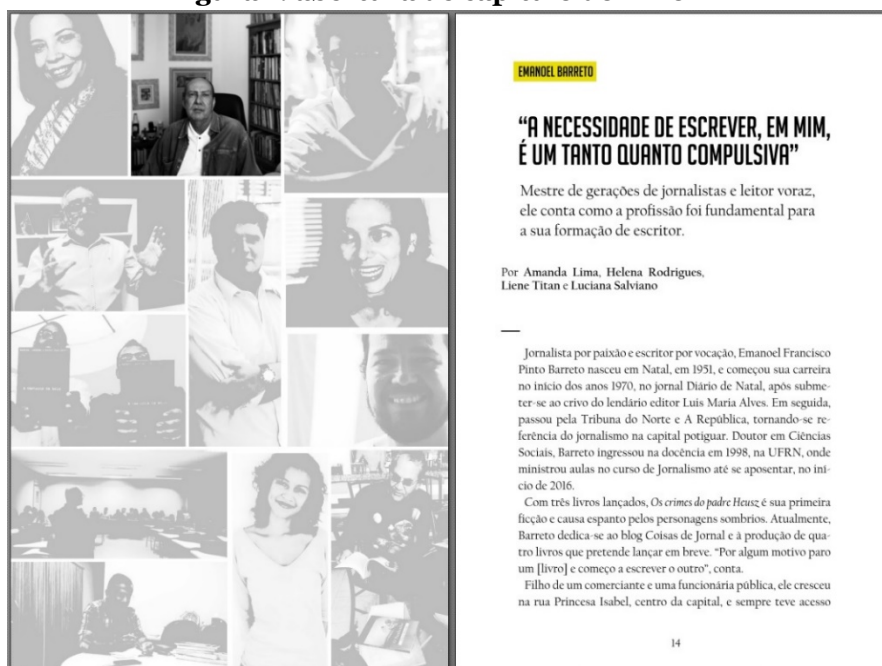 EMANOEL BARRETO
“A NECESSIDADE DE ESCREVER, EM MIM,
É UM TANTO QUANTO COMPULSIVA”
Mestre de gerações de jornalistas e leitor voraz,
ele conta como a profissão foi fundamental para
a sua formação de escritor.
Por Amanda Lima, Helena Rodrigues,
Liene Titan e Luciana Salviano
Jornalista por paixão e escritor por vocação, Emanoel Francisco
Pinto Barreto nasceu em Natal, em 1951, e começou sua carreira
no início dos anos 1970, no jornal Diário de Natal, após subme-
ter-se ao crivo do lendário editor Luis Maria Alves. Em seguida,
passou pela Tribuna do Norte e A República, tornando-se re-
ferência do jornalismo na capital potiguar. Doutor em Ciências
Sociais, Barreto ingressou na docência em 1998, na UFRN, onde
ministrou aulas no curso de Jornalismo até se aposentar, no iní-
cio de 2016.
Com três livros lançados, Os crimes do padre Heusz é sua primeira
ficção e causa espanto pelos personagens sombrios. Atualmente,
Barreto dedica-se ao blog Coisas de Jornal e à produção de qua-
tro livros que pretende lançar em breve. “Por algum motivo paro
um [livro] e começo a escrever o outro”, conta.
Filho de um comerciante e uma funcionária pública, ele cresceu
na rua Princesa Isabel, centro da capital, e sempre teve acesso
14